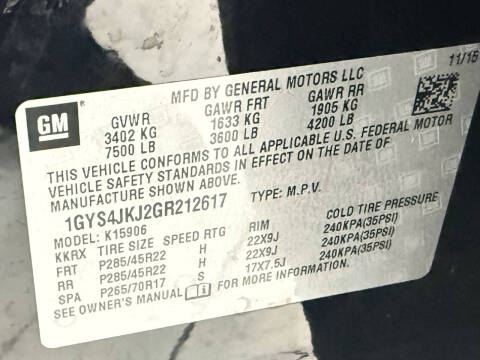 MFD BY GENERAL MOTORS LLC 11/15
GM GVWR GAWR FRT GAWR RR
3402 KG 1633 KG 1905 KG
7500 LB 3600 LB 4200 LB
THIS VEHICLE CONFORMS TO ALL APPLICABLE U.S. FEDERAL MOTOR
VEHICLE SAFETY STANDARDS IN EFFECT ON THE DATE OF
MANUFACTURE SHOWN ABOVE.
1GYS4JKJ2GR212617 TYPE: M.P.V.
MODEL: K15906
KKRX TIRE SIZE SPEED RTG RIM COLD TIRE PRESSURE
FRT P285/45R22 H 22X9J 240KPA(35PSI)
RR P285/45R22 H 22X9J 240KPA(35PSI)
SPA P265/70R17 S 17X7.5J 240KPA(35PSI)
SEE OWNER'S MANUAL FOR MORE INFORMATION.